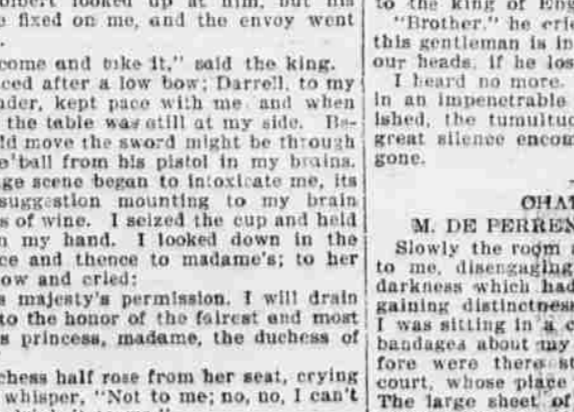 looked up at him, but his
fixed on me, and the envoy went
come and take it," said the king.
ced after a low bow; Darrell, to my
nder, kept pace with me and when
the table was still at my side. Be-
ld move the sword might be through
e ball from his pistol in my brains.
ge scene began to intoxicate me, its
suggestion mounting to my brain
s of wine. I seized the cup and held
n my hand. I looked down in the
ce and thence to madame's; to her
ow and cried:
s majesty's permission. I will drain
to the honor of the fairest and most
s princess, madame, the duchess of
chess half rose from her seat, crying
whisper, "Not to me; no, no, I can't
to the king of Eng
"Brother," he crie
this gentleman is in
our heads. if he los
I heard no more.
in an impenetrable
ished, the tumultuo
great silence encom
gone.
CHA
M. DE PERREN
Slowly the room
to me, disengaging
darkness which had
gaining distinctness
I was sitting in a c
bandages about my
fore were there st
court, whose place
The large sheet of